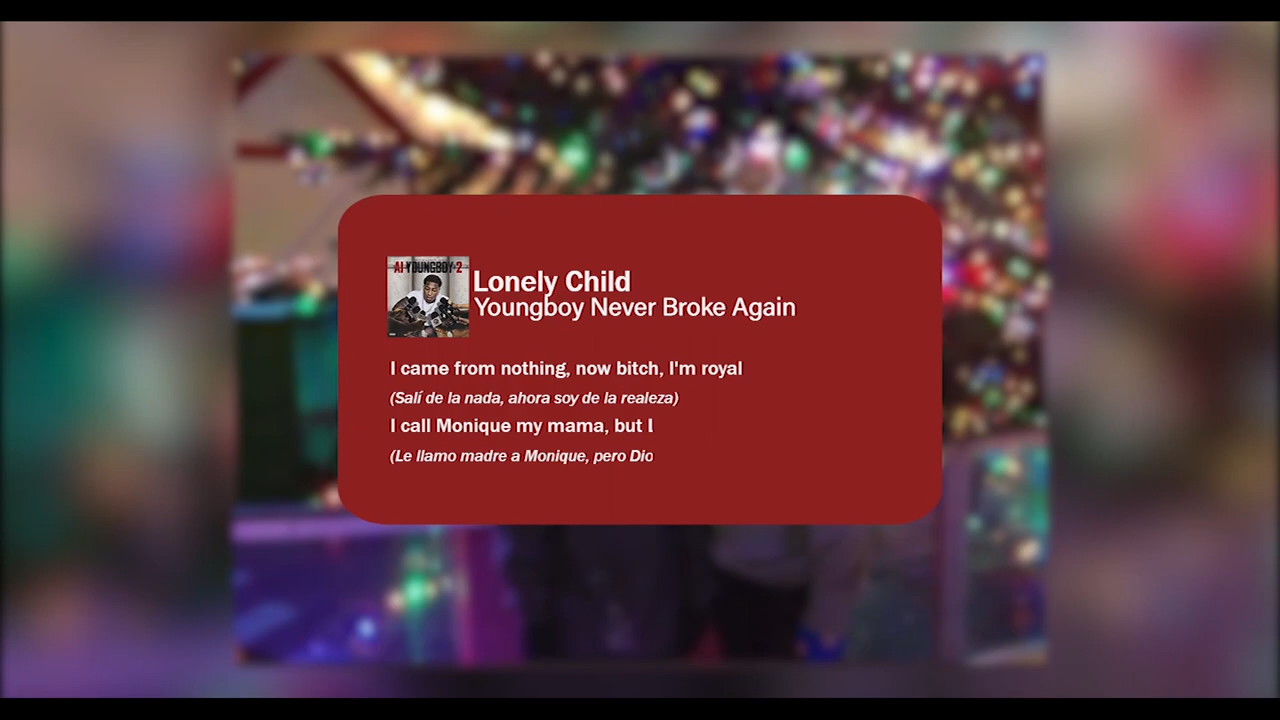 AI YOUNGBOY 2
Lonely Child
Youngboy Never Broke Again
I came from nothing, now bitch, I'm royal
(Salí de la nada, ahora soy de la realeza)
I call Monique my mama, but
(Le llamo madre a Monique, pero Dio